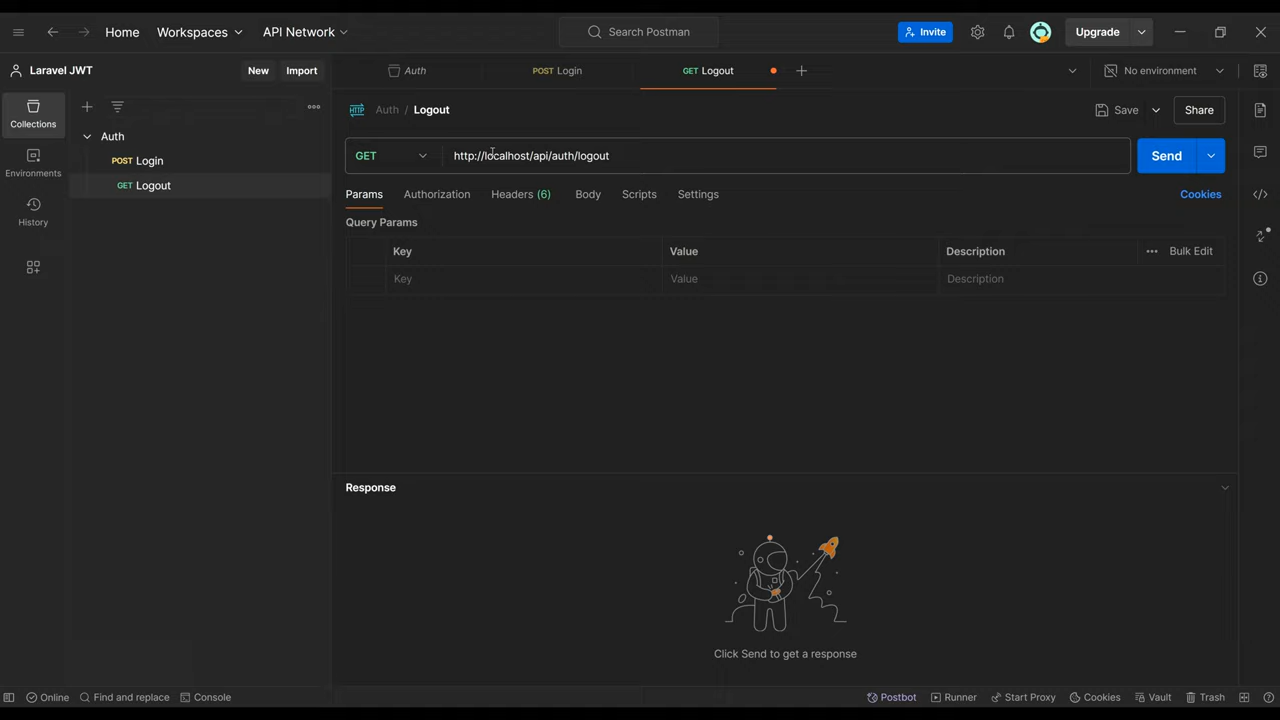 Home Workspaces API Network Search Postman Invite Upgrade
Laravel JWT New Import Auth POST Login GET Logout No environment
Collections
Environments
History
Auth
POST Login
GET Logout
Auth / Logout Save Share
GET http://localhost/api/auth/logout Send
Params Authorization Headers (6) Body Scripts Settings Cookies
Query Params
Key Value Description Bulk Edit
Key Value Description
Response
Click Send to get a response
Online Find and replace Console Postbot Runner Start Proxy Cookies Vault Trash